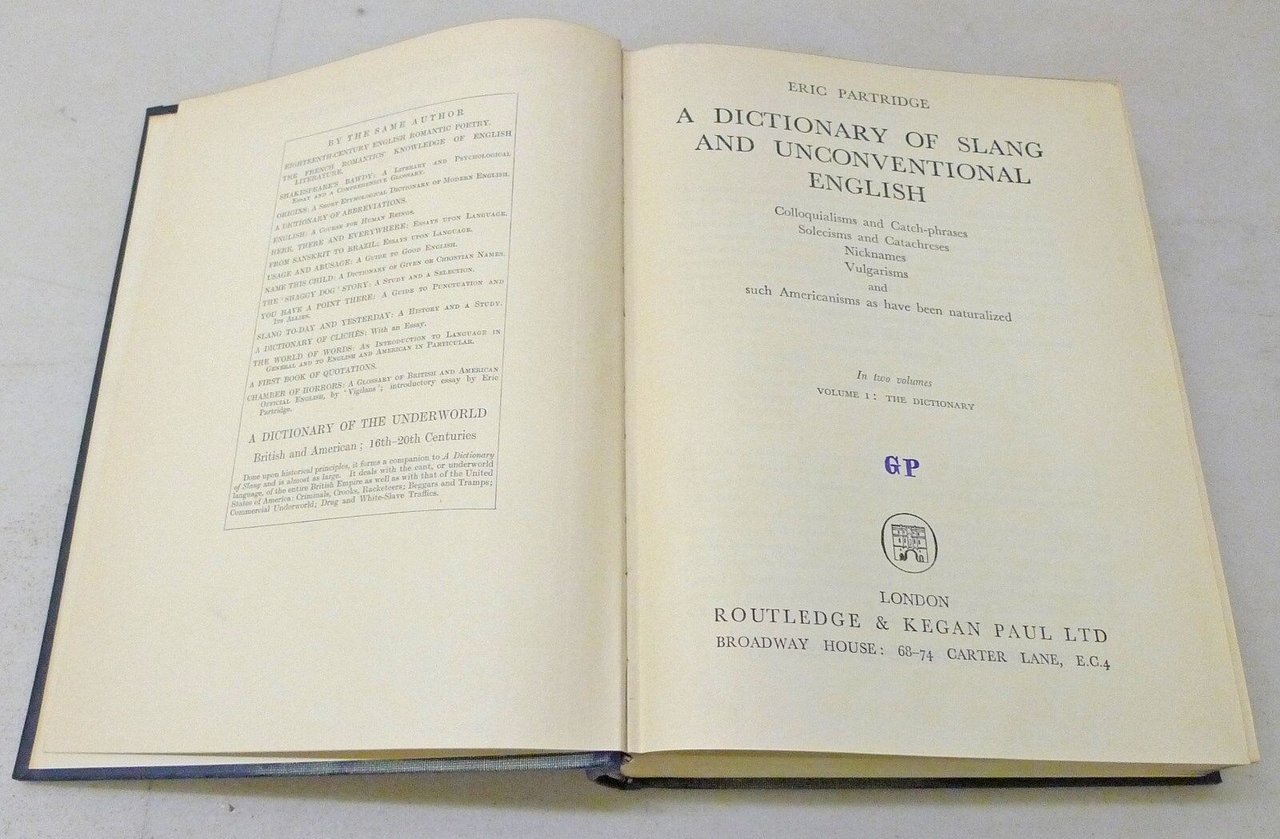 BY THE SAME AUTHOR
EIGHTEENTH-CENTURY ENGLISH ROMANTIC POETRY.
THE FRENCH ROMANTICS' KNOWLEDGE OF ENGLISH
LITERATURE.
SHAKESPEARE'S BAWDY: A Literary and Psychological
Essay and a Comprehensive Glossary.
ORIGINS: A Short Etymological Dictionary of Modern English.
A DICTIONARY OF ABBREVIATIONS.
ENGLISH: A Course for Human Beings.
HERE, THERE AND EVERYWHERE: Essays upon Language.
FROM SANSKRIT TO BRAZIL: Essays upon Language.
USAGE AND ABUSAGE: A Guide to Good English.
NAME THIS CHILD: A Dictionary of Given or Christian Names.
THE 'SHAGGY DOG' STORY: A Study and a Selection.
YOU HAVE A POINT THERE: A Guide to Punctuation and
Its Allies.
SLANG TO-DAY AND YESTERDAY: A History and a Study.
A DICTIONARY OF CLICHÉS: With an Essay.
THE WORLD OF WORDS: An Introduction to Language in
General and to English and American in Particular.
A FIRST BOOK OF QUOTATIONS.
CHAMBER OF HORRORS: A Glossary of British and American
Official English, by 'Vigilans'; introductory essay by Eric
Partridge.
A DICTIONARY OF THE UNDERWORLD
British and American; 16th–20th Centuries
Done upon historical principles, it forms a companion to A Dictionary
of Slang and is almost as large. It deals with the cant, or underworld
language, of the entire British Empire as well as with that of the United
States of America: Criminals, Crooks, Racketeers; Beggars and Tramps;
Commercial Underworld; Drug and White-Slave Traffics.
ERIC PARTRIDGE
A DICTIONARY OF SLANG
AND UNCONVENTIONAL
ENGLISH
Colloquialisms and Catch-phrases
Solecisms and Catachreses
Nicknames
Vulgarisms
and
such Americanisms as have been naturalized
In two volumes
VOLUME 1: THE DICTIONARY
GP
LONDON
ROUTLEDGE & KEGAN PAUL LTD
BROADWAY HOUSE: 68–74 CARTER LANE, E.C.4